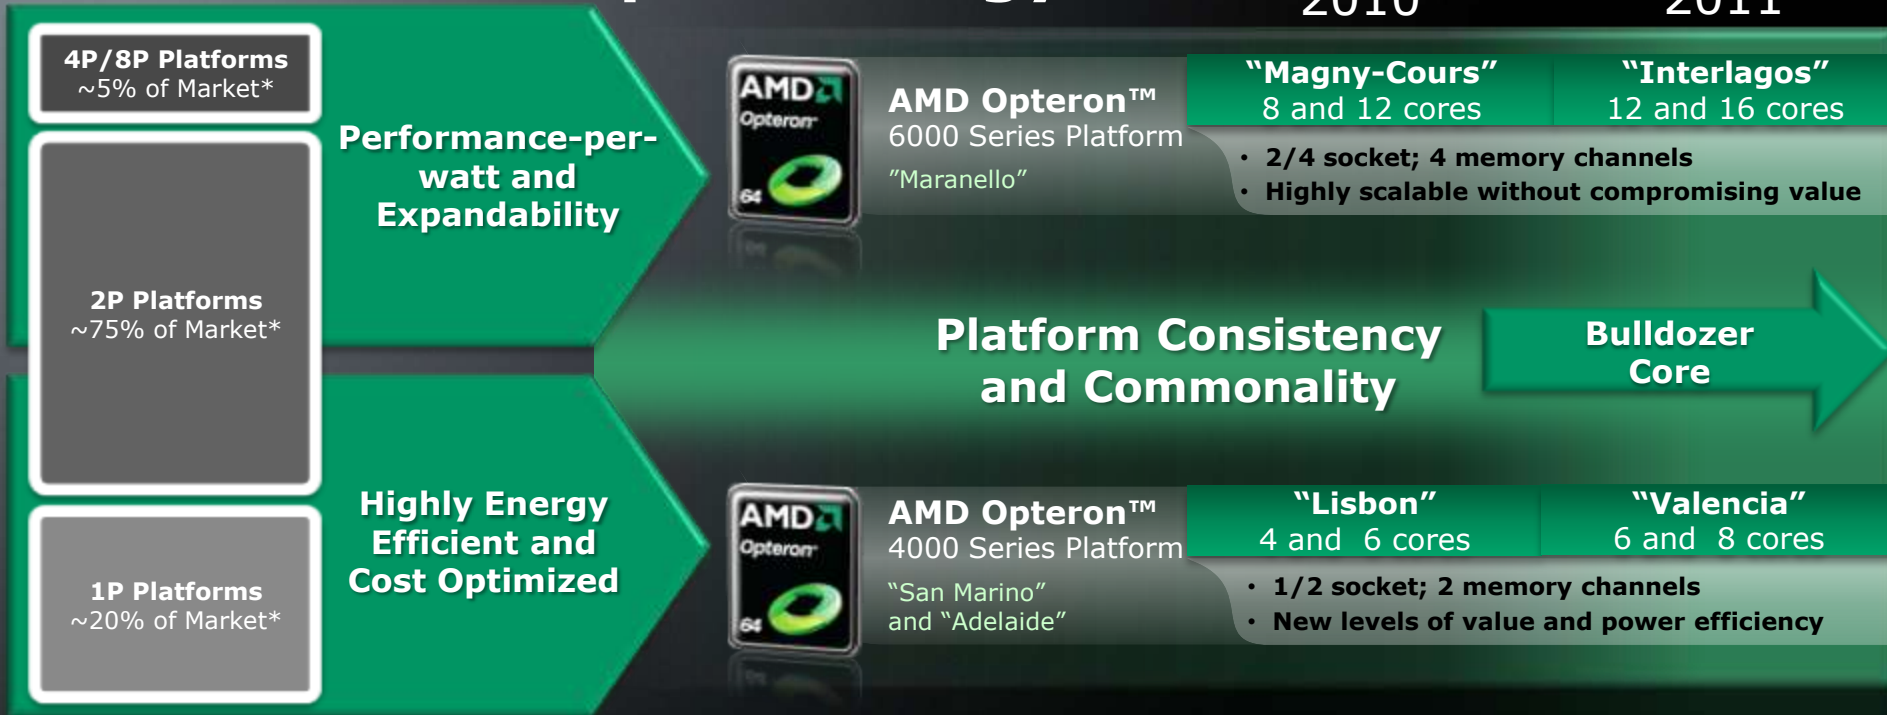 2010
2011
4P/8P Platforms
~5% of Market*
2P Platforms
~75% of Market*
1P Platforms
~20% of Market*
Performance-per-
watt and
Expandability
Highly Energy
Efficient and
Cost Optimized
AMD
Opteron™
64
AMD Opteron™
6000 Series Platform
"Maranello"
“Magny-Cours”
8 and 12 cores
“Interlagos”
12 and 16 cores
• 2/4 socket; 4 memory channels
• Highly scalable without compromising value
Platform Consistency
and Commonality
Bulldozer
Core
AMD
Opteron™
64
AMD Opteron™
4000 Series Platform
“San Marino”
and “Adelaide”
“Lisbon”
4 and  6 cores
“Valencia”
6 and  8 cores
• 1/2 socket; 2 memory channels
• New levels of value and power efficiency